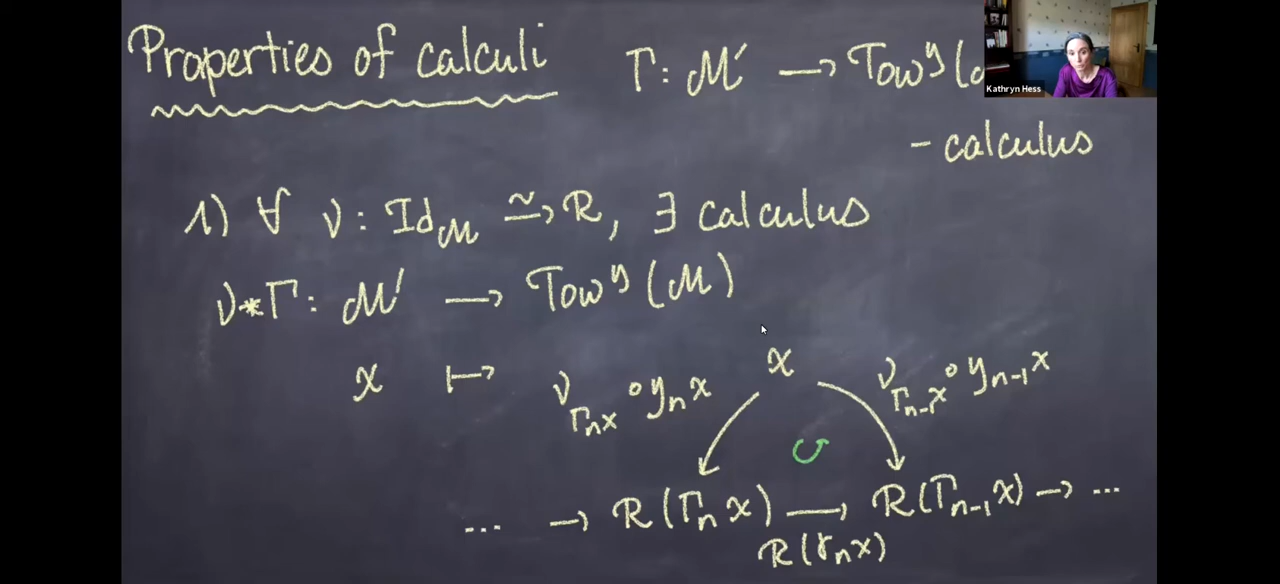 Properties of calculi Γ: M' → Tow^y (
Kathryn Hess
- calculus
1) ∀ ν: Id_M ≃→ R, ∃ calculus
ν*Γ: M' → Tow^y (M)
x ↦ ν_{Γ_n x} ∘ y_n x x ν_{Γ_{n-1} x} ∘ y_{n-1} x
... → R(Γ_n x) → R(Γ_{n-1} x) → ...
R(γ_n x)